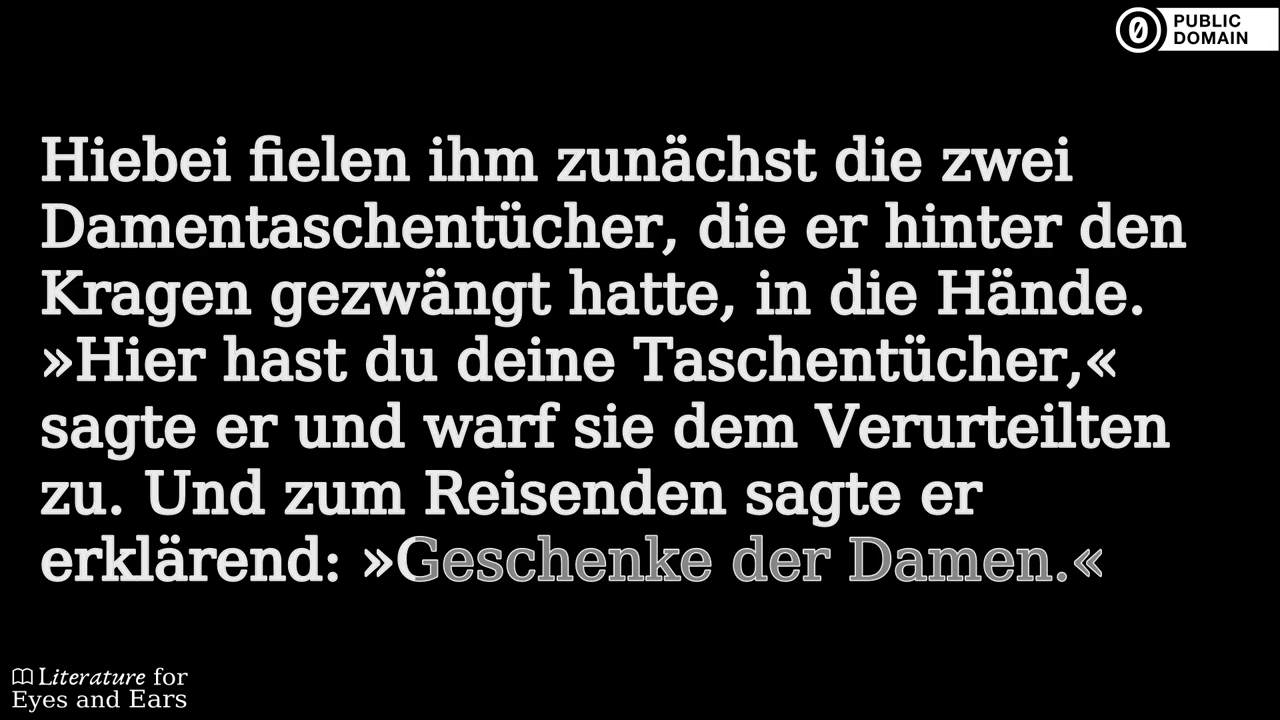 PUBLIC
DOMAIN
Hiebei fielen ihm zunächst die zwei
Damentaschentücher, die er hinter den
Kragen gezwängt hatte, in die Hände.
»Hier hast du deine Taschentücher,«
sagte er und warf sie dem Verurteilten
zu. Und zum Reisenden sagte er
erklärend: »Geschenke der Damen.«
Literature for
Eyes and Ears